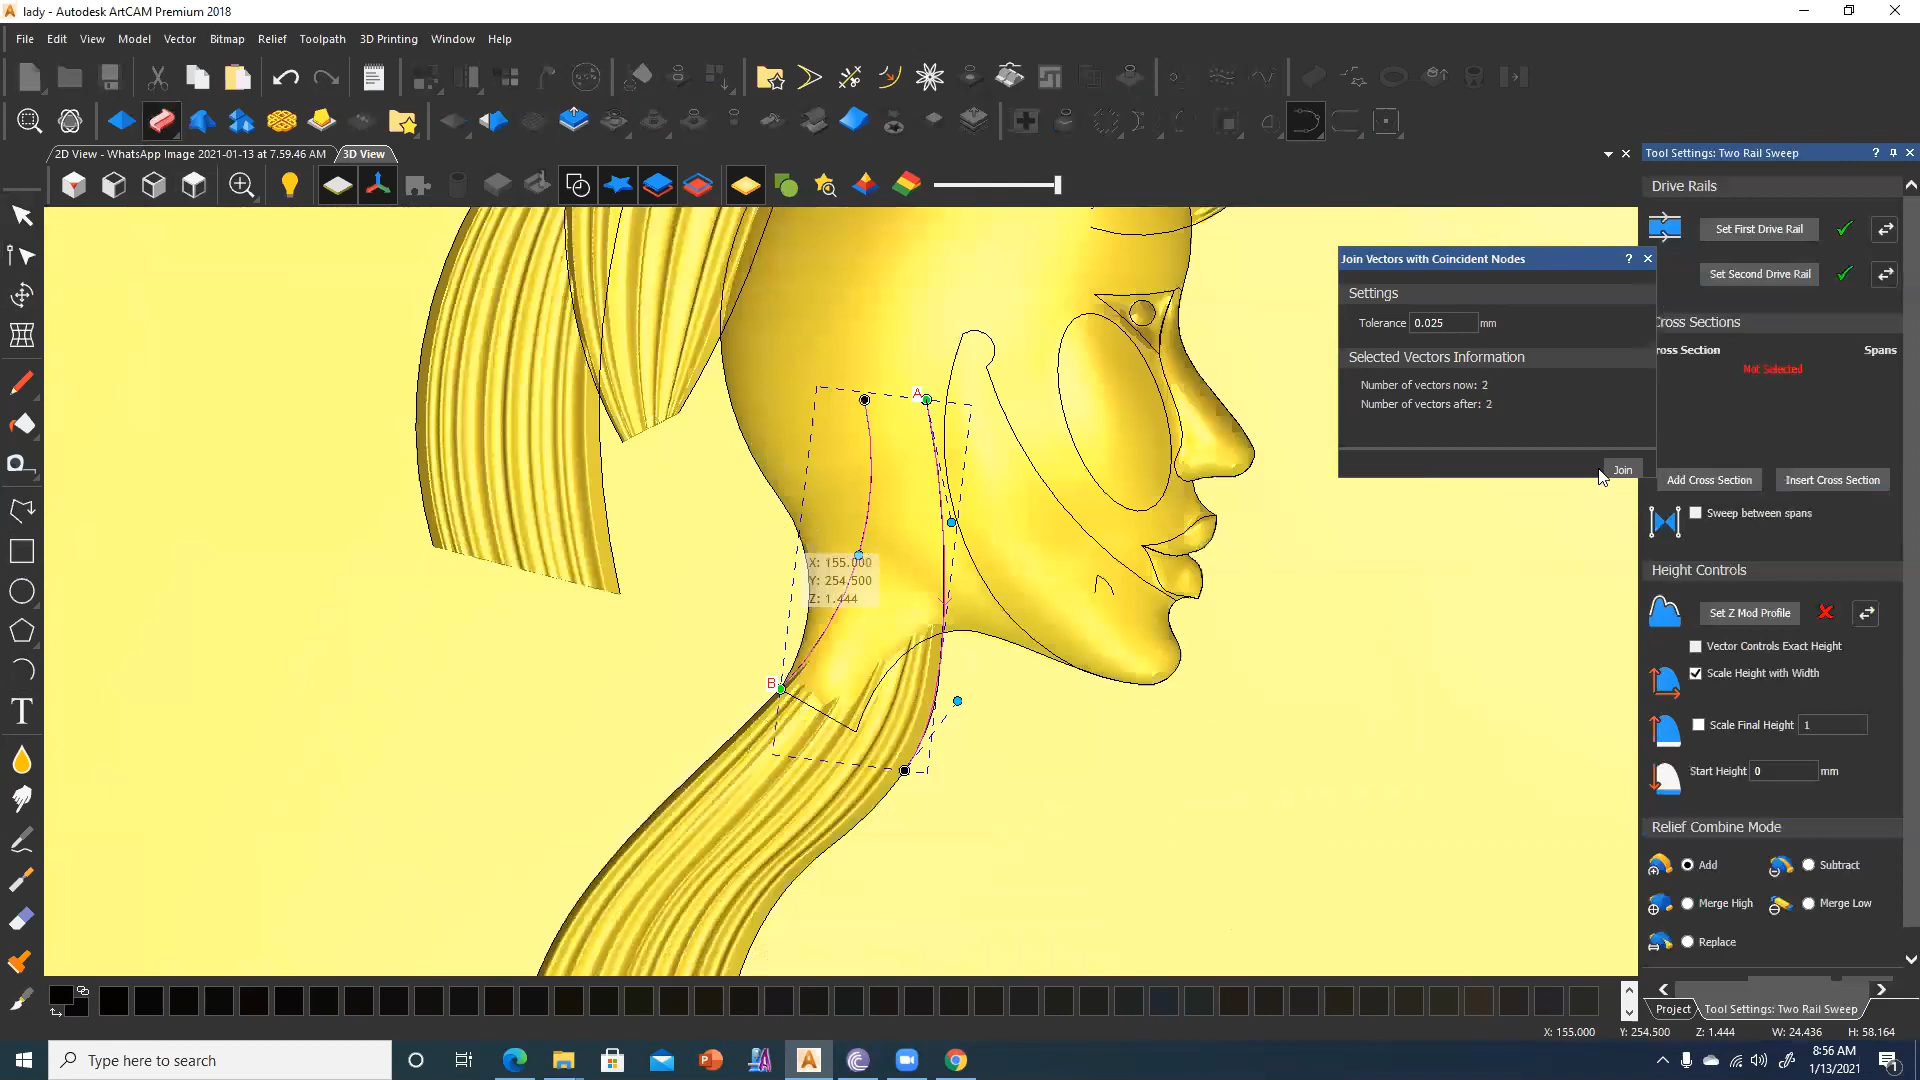 lady - Autodesk ArtCAM Premium 2018
File Edit View Model Vector Bitmap Relief Toolpath 3D Printing Window Help
2D View - WhatsApp Image 2021-01-13 at 7.59.46 AM 3D View
Tool Settings: Two Rail Sweep
Drive Rails
Set First Drive Rail
Set Second Drive Rail
Join Vectors with Coincident Nodes
Settings
Tolerance 0.025 mm
Selected Vectors Information
Number of vectors now: 2
Number of vectors after: 2
Join
Cross Sections
ross Section Spans
Not Selected
Add Cross Section Insert Cross Section
Sweep between spans
Height Controls
Set Z Mod Profile
Vector Controls Exact Height
Scale Height with Width
Scale Final Height 1
Start Height 0 mm
Relief Combine Mode
Add Subtract
Merge High Merge Low
Replace
A
X: 155.000
Y: 254.500
Z: 1.444
B
T
Project Tool Settings: Two Rail Sweep
X: 155.000 Y: 254.500 Z: 1.444 W: 24.436 H: 58.164
Type here to search
8:56 AM
1/13/2021